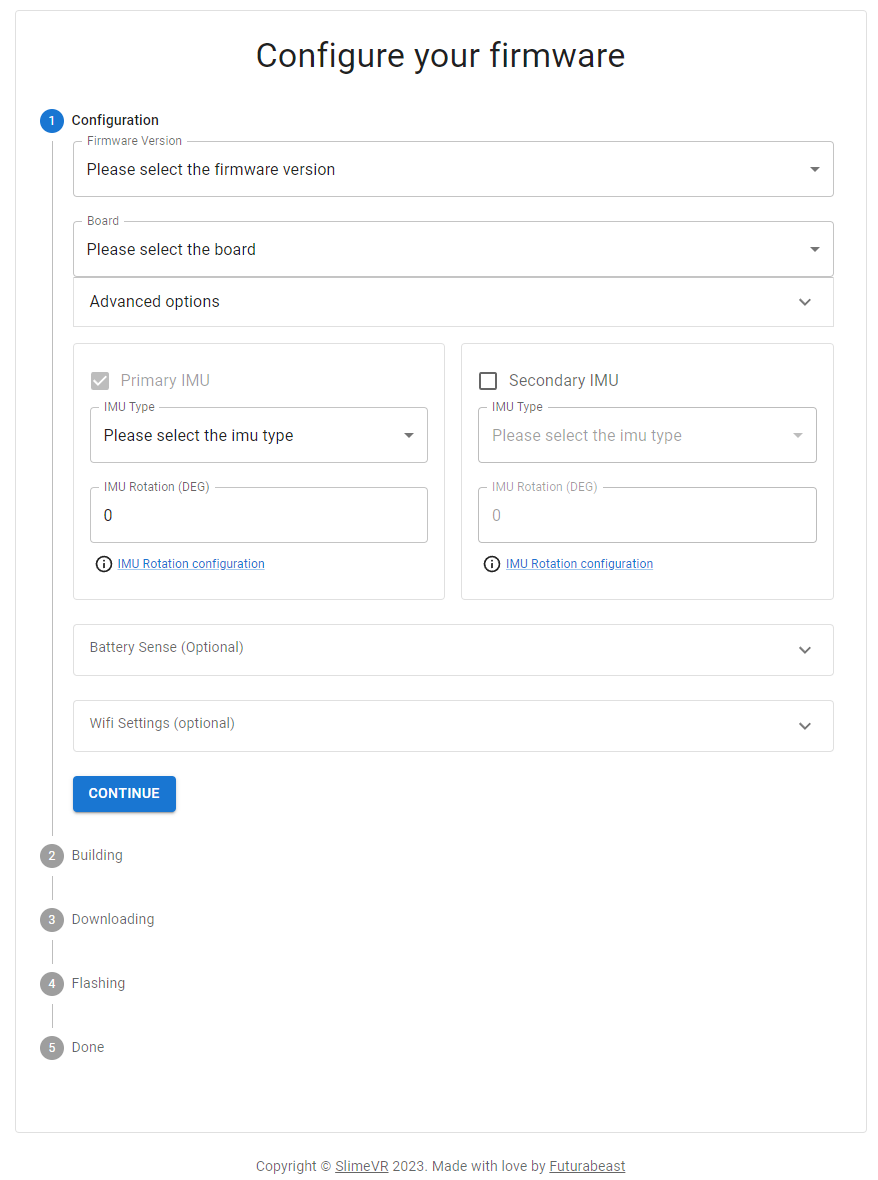 Configure your firmware
1 Configuration
Firmware Version
Please select the firmware version
Board
Please select the board
Advanced options
Primary IMU
IMU Type
Please select the imu type
IMU Rotation (DEG)
0
IMU Rotation configuration
Secondary IMU
IMU Type
Please select the imu type
IMU Rotation (DEG)
0
IMU Rotation configuration
Battery Sense (Optional)
Wifi Settings (optional)
CONTINUE
2 Building
3 Downloading
4 Flashing
5 Done
Copyright © SlimeVR 2023. Made with love by Futurabeast